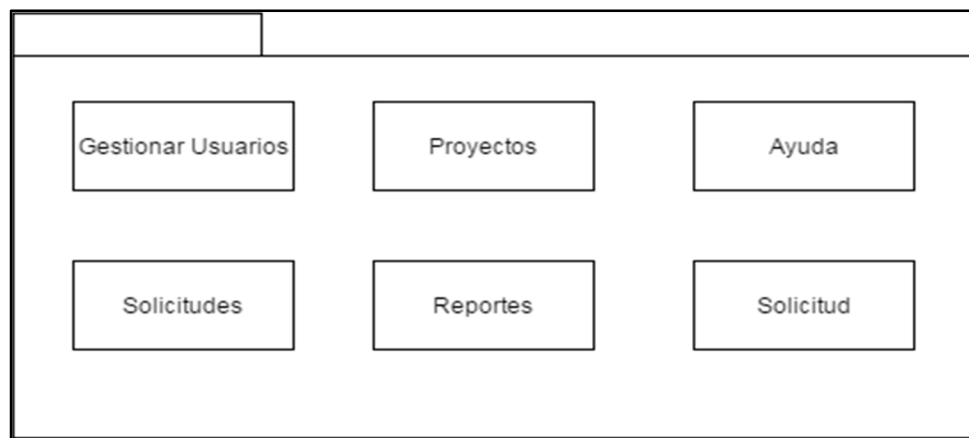 Gestionar Usuarios
Proyectos
Ayuda
Solicitudes
Reportes
Solicitud